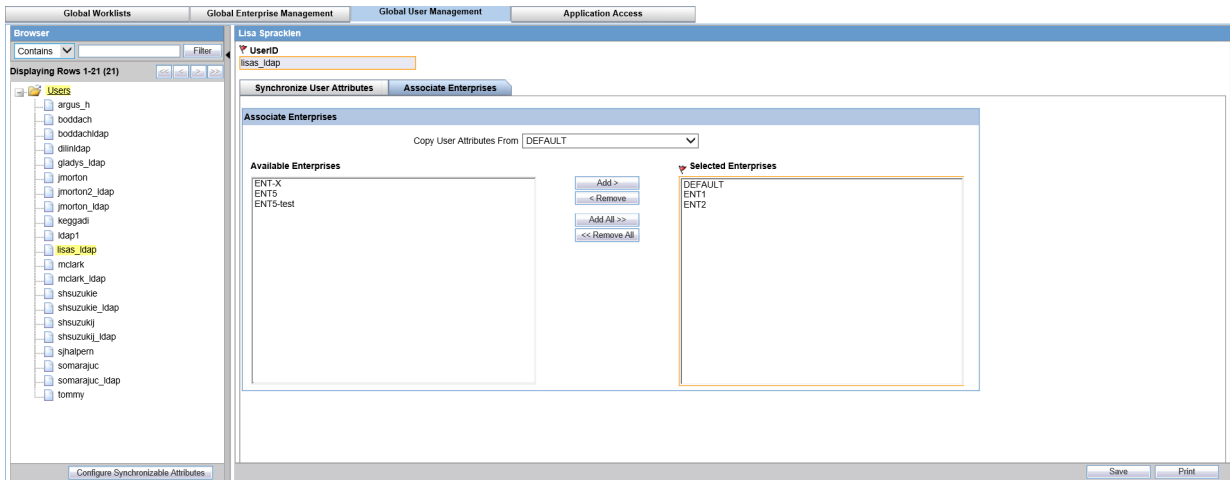 Global Worklists
Global Enterprise Management
Global User Management
Application Access
Browser
Contains
Filter
Displaying Rows 1-21 (21)
<< < > >>
Users
argus_h
boddach
boddachldap
dilinldap
gladys_ldap
jmorton
jmorton2_ldap
jmorton_ldap
keggadi
ldap1
lisas_ldap
mclark
mclark_ldap
shsuzukie
shsuzukie_ldap
shsuzukij
shsuzukij_ldap
sjhalpern
somarajuc
somarajuc_ldap
tommy
Configure Synchronizable Attributes
Lisa Spracklen
UserID
lisas_ldap
Synchronize User Attributes
Associate Enterprises
Associate Enterprises
Copy User Attributes From DEFAULT
Available Enterprises
ENT-X
ENT5
ENT5-test
Add >
< Remove
Add All >>
<< Remove All
Selected Enterprises
DEFAULT
ENT1
ENT2
Save
Print